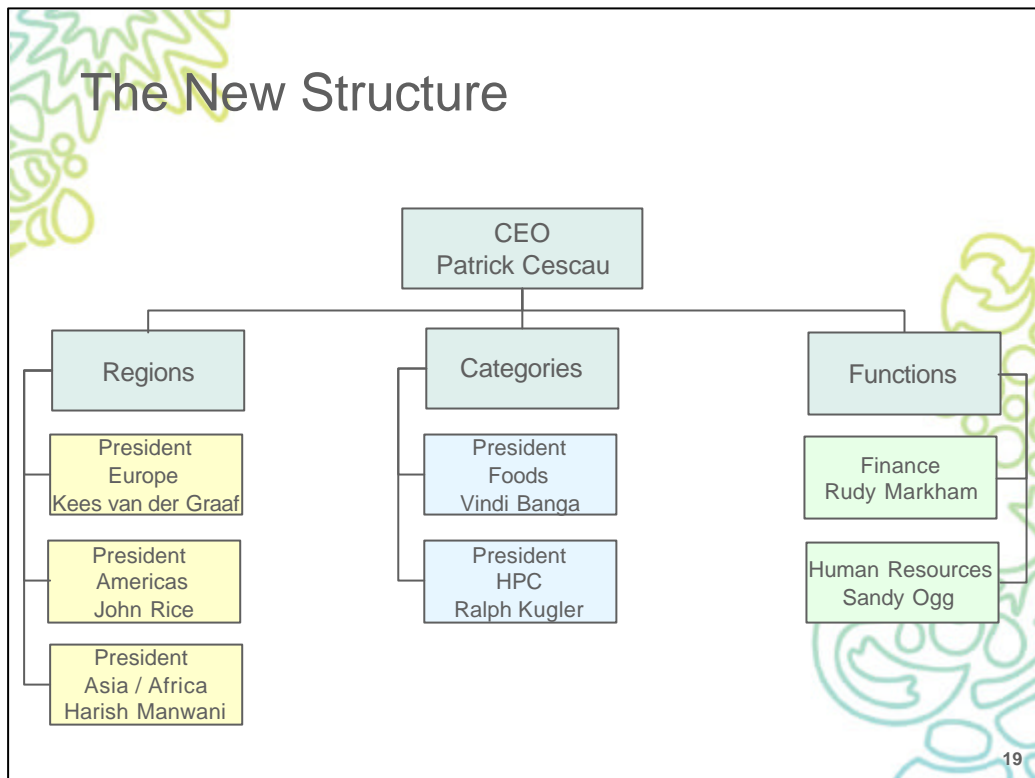 The New Structure
CEO
Patrick Cescau
Regions
President
Europe
Kees van der Graaf
President
Americas
John Rice
President
Asia / Africa
Harish Manwani
Categories
President
Foods
Vindi Banga
President
HPC
Ralph Kugler
Functions
Finance
Rudy Markham
Human Resources
Sandy Ogg
19